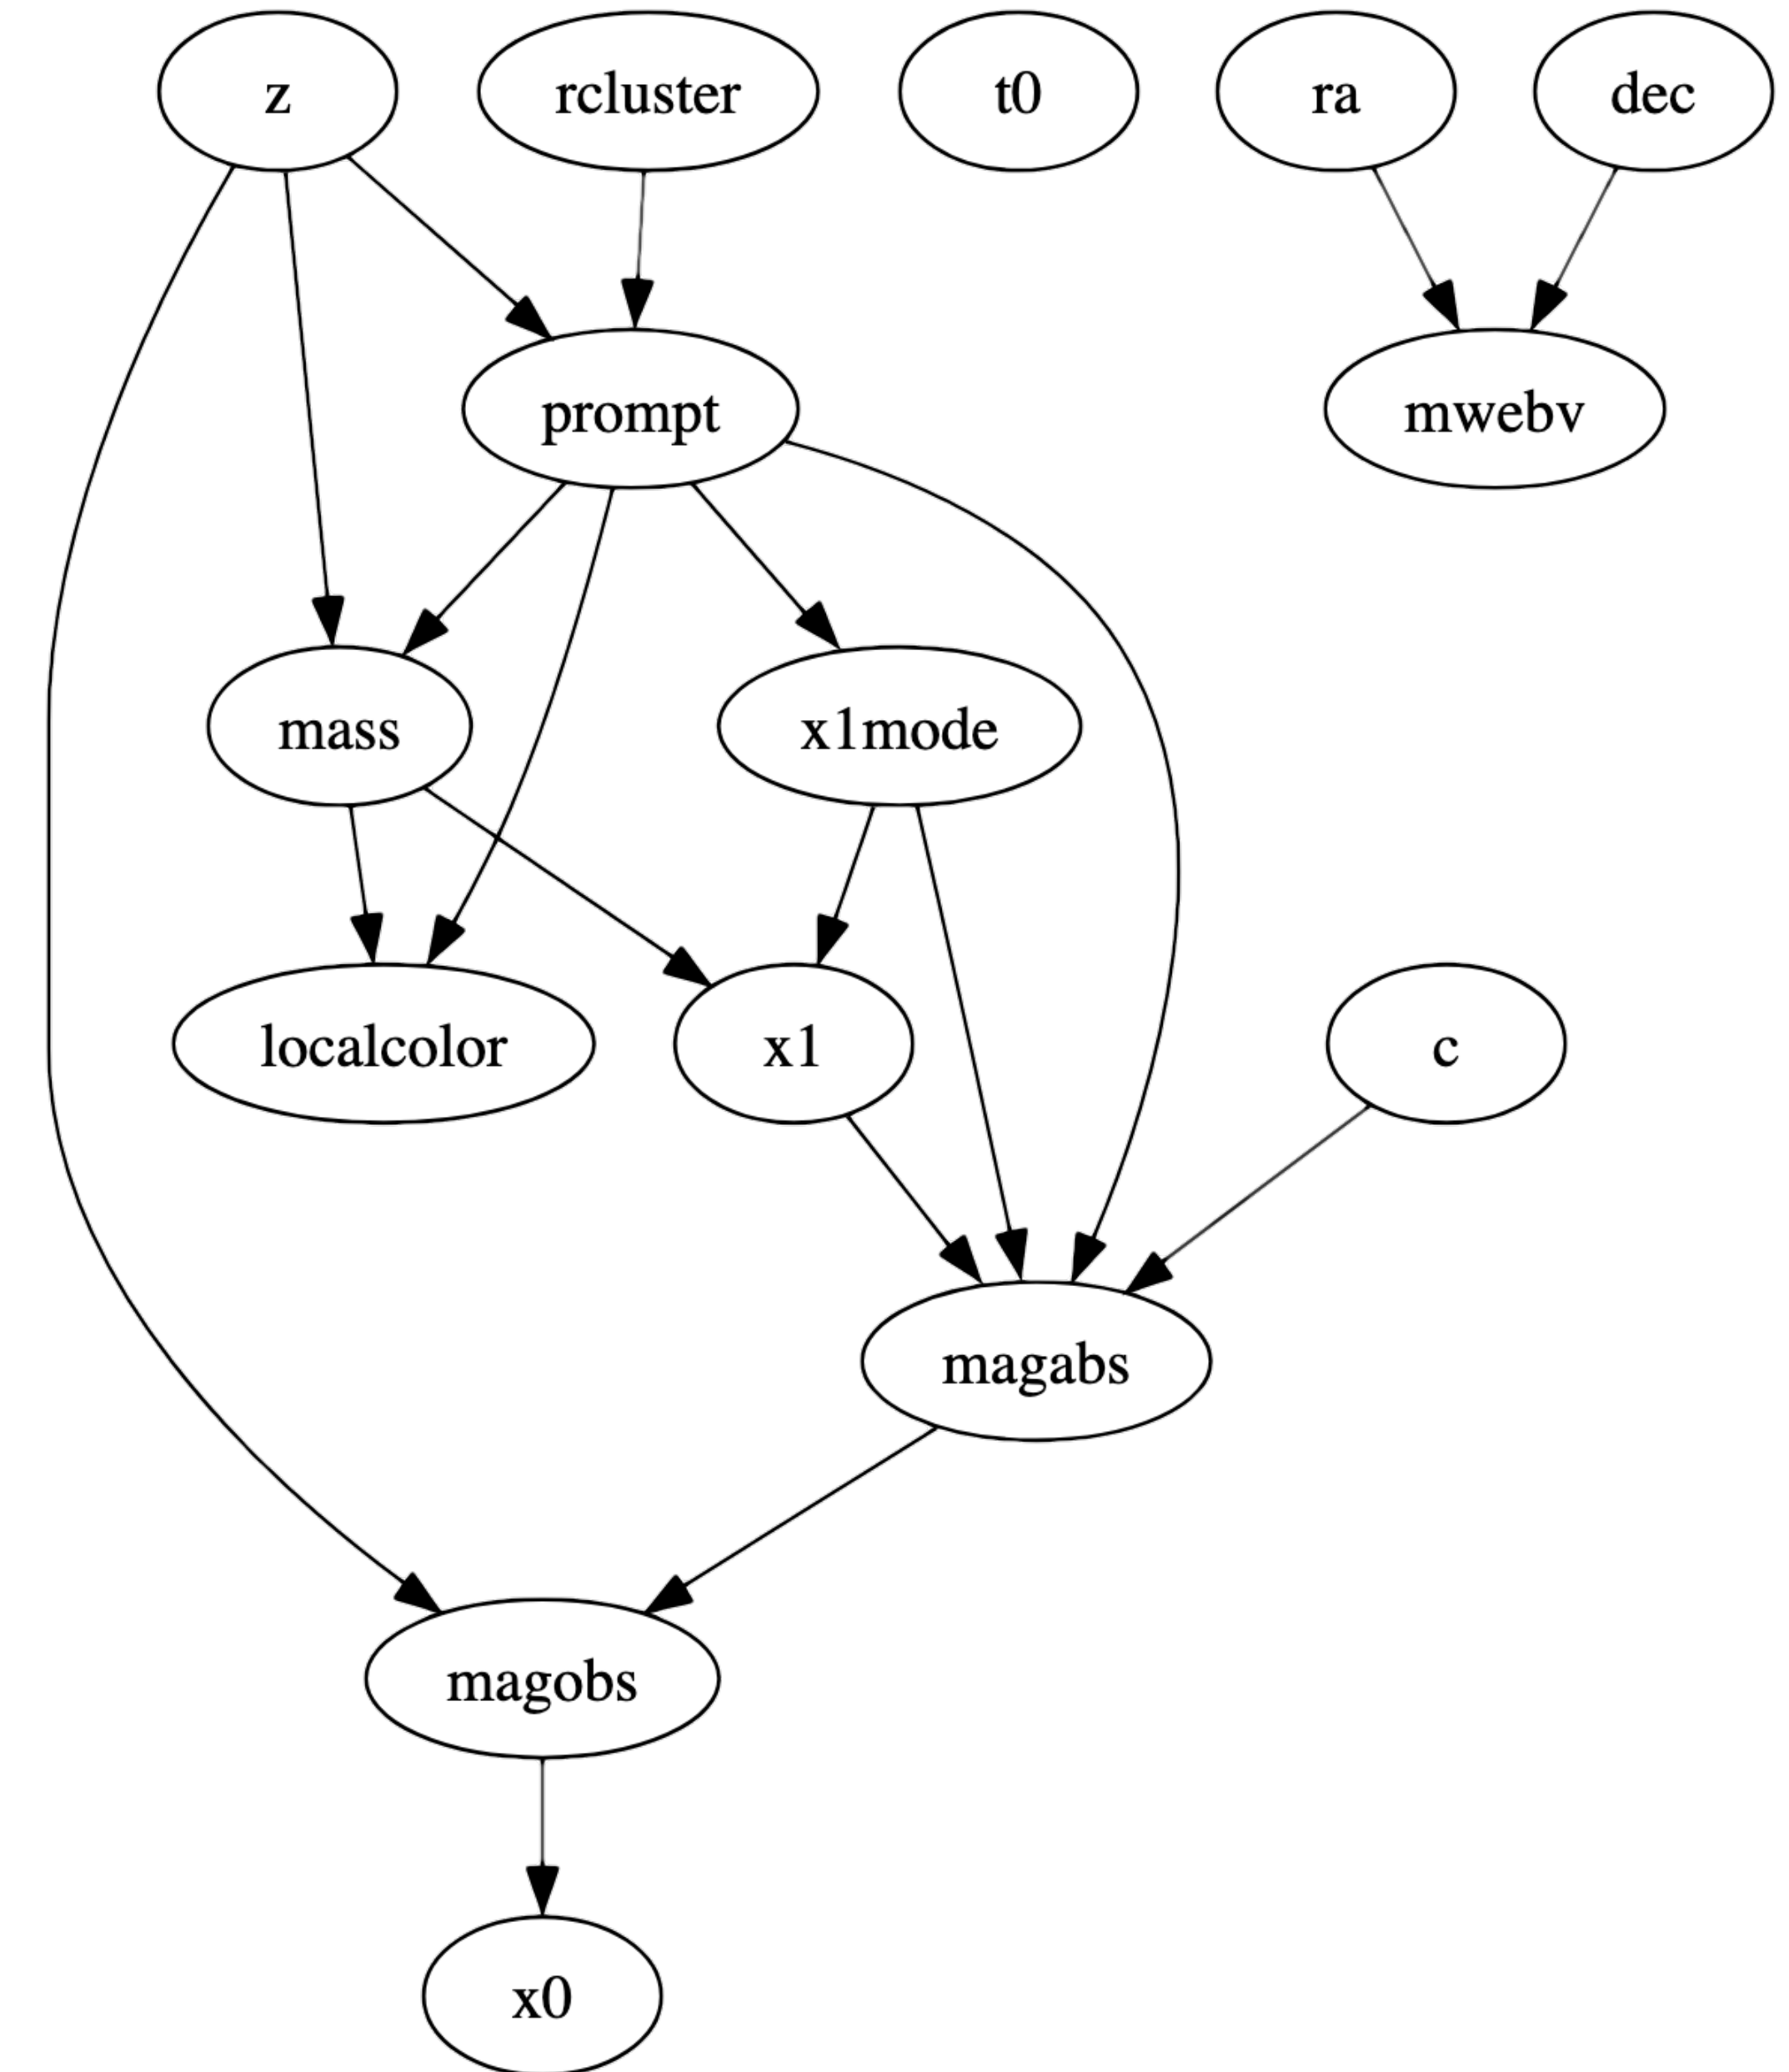 z
rcluster
t0
ra
dec
prompt
mwebv
mass
x1mode
localcolor
x1
c
magabs
magobs
x0